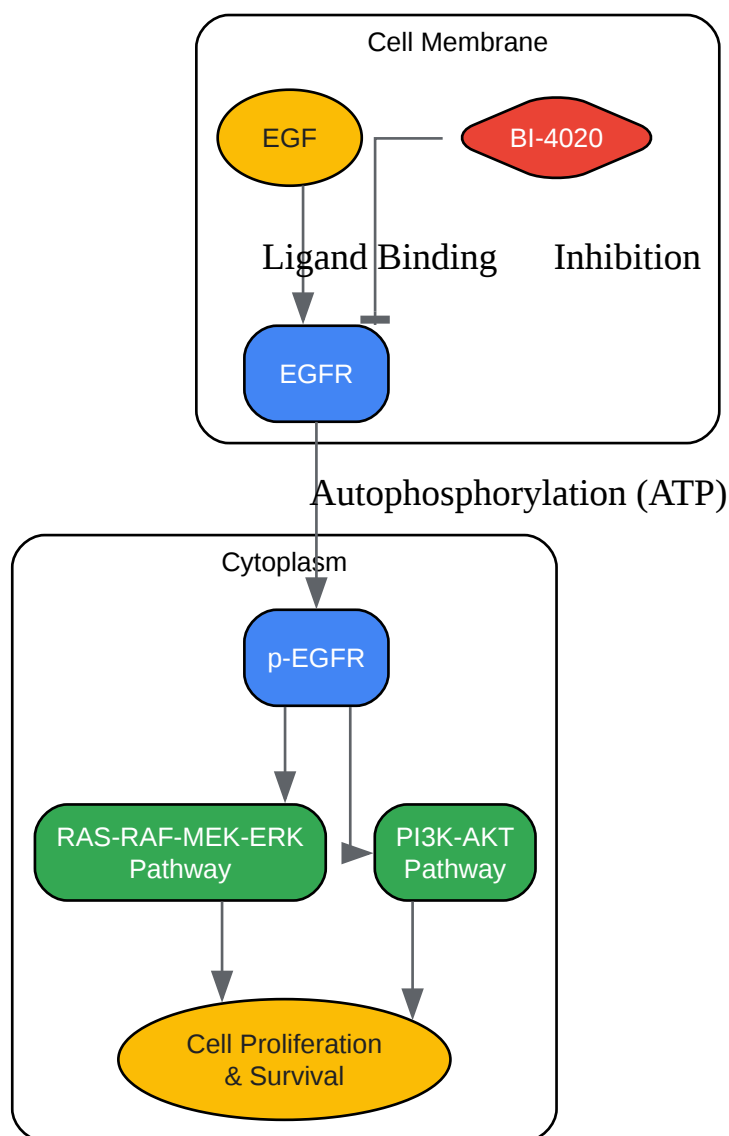 Cell Membrane
EGF
BI-4020
Ligand Binding
Inhibition
EGFR
Autophosphorylation (ATP)
Cytoplasm
p-EGFR
RAS-RAF-MEK-ERK
Pathway
PI3K-AKT
Pathway
Cell Proliferation
& Survival